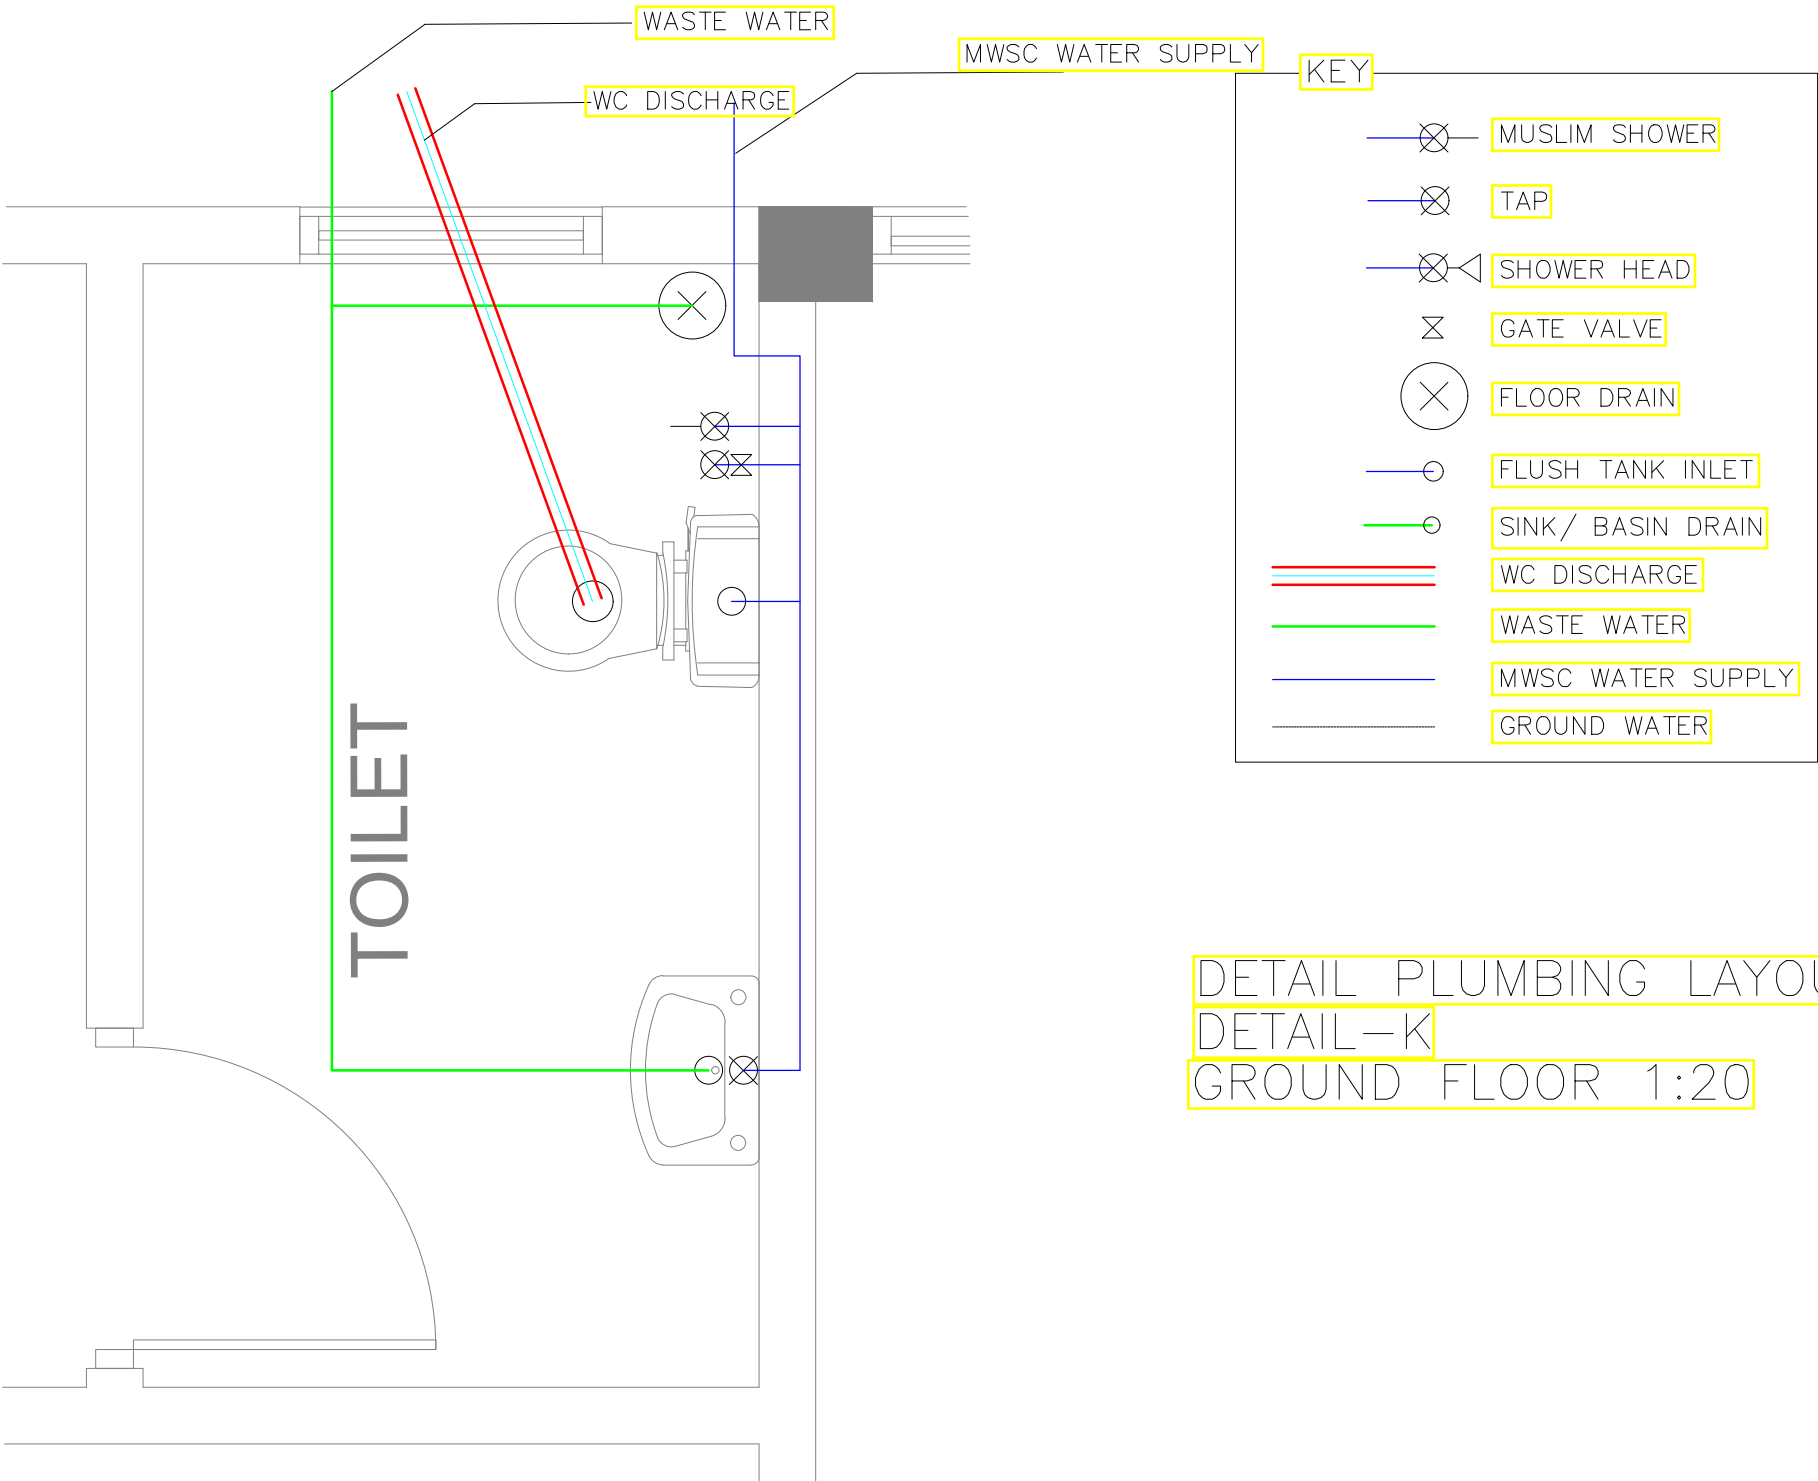 WASTE WATER
MWSC WATER SUPPLY
WC DISCHARGE
KEY
MUSLIM SHOWER
TAP
SHOWER HEAD
GATE VALVE
FLOOR DRAIN
FLUSH TANK INLET
SINK/ BASIN DRAIN
WC DISCHARGE
WASTE WATER
MWSC WATER SUPPLY
GROUND WATER
TOILET
DETAIL PLUMBING
DETAIL-K
GROUND FLOOR 1:20